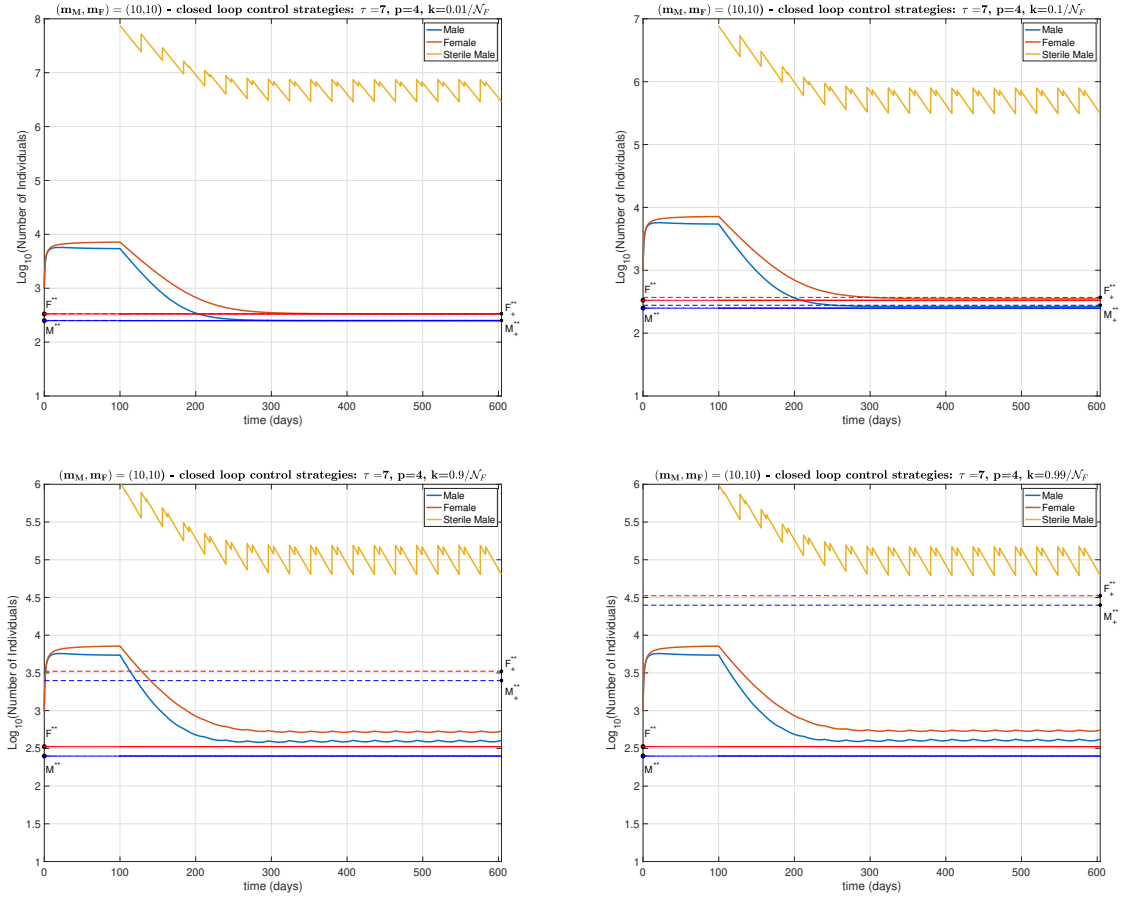 (m_M, m_F) = (10,10) - closed loop control strategies: τ =7, p=4, k=0.01/𝒩_F
Male
Female
Sterile Male
Log₁₀(Number of Individuals)
8
7
6
5
4
3
2
1
F**
M**
F₊**
M₊**
0 100 200 300 400 500 600
time (days)
(m_M, m_F) = (10,10) - closed loop control strategies: τ =7, p=4, k=0.1/𝒩_F
Male
Female
Sterile Male
Log₁₀(Number of Individuals)
7
6
5
4
3
2
1
F**
M**
F₊**
M₊**
0 100 200 300 400 500 600
time (days)
(m_M, m_F) = (10,10) - closed loop control strategies: τ =7, p=4, k=0.9/𝒩_F
Male
Female
Sterile Male
Log₁₀(Number of Individuals)
6
5.5
5
4.5
4
3.5
3
2.5
2
1.5
1
F₊**
M₊**
F**
M**
0 100 200 300 400 500 600
time (days)
(m_M, m_F) = (10,10) - closed loop control strategies: τ =7, p=4, k=0.99/𝒩_F
Male
Female
Sterile Male
Log₁₀(Number of Individuals)
6
5.5
5
4.5
4
3.5
3
2.5
2
1.5
1
F₊**
M₊**
F**
M**
0 100 200 300 400 500 600
time (days)